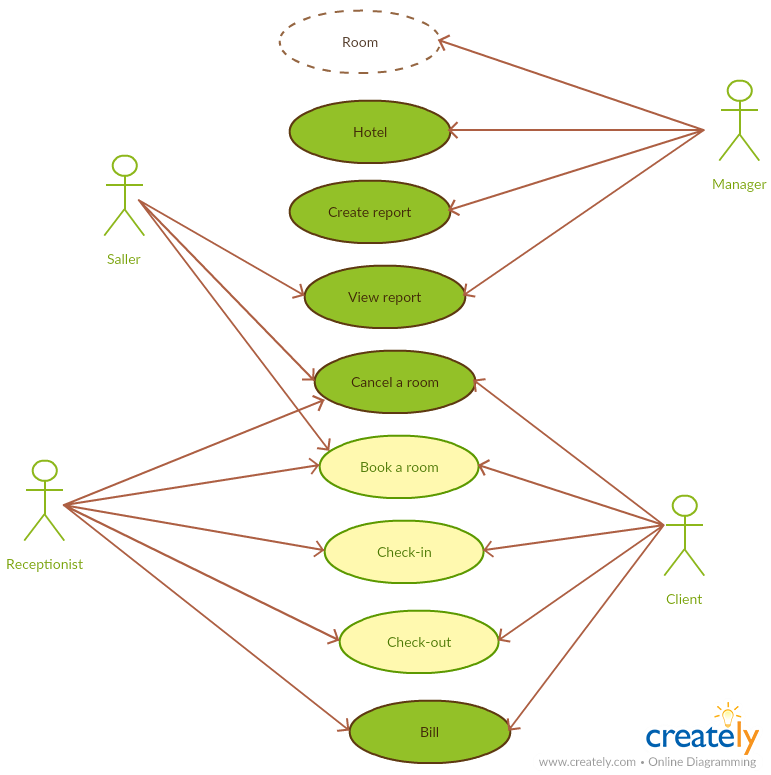 Room
Hotel
Manager
Create report
Saller
View report
Cancel a room
Book a room
Check-in
Receptionist
Client
Check-out
Bill
creately
www.creately.com • Online Diagramming